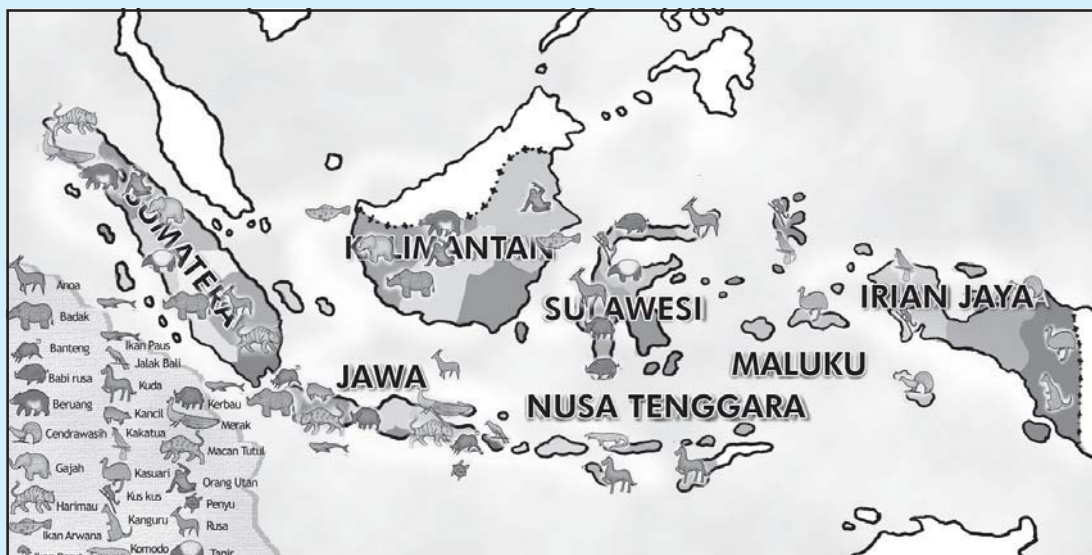 SUMATERA
KALIMANTAN
SULAWESI
IRIAN JAYA
MALUKU
JAWA
NUSA TENGGARA
Anoa
Badak
Banteng
Babi rusa
Beruang
Cendrawasih
Gajah
Harimau
Ikan Arwana
Ikan Paus
Jalak Bali
Kuda
Kancil
Kakatua
Kasuari
Kus kus
Kanguru
Komodo
Kerbau
Merak
Macan Tutul
Orang Utan
Penyu
Rusa
Tapir